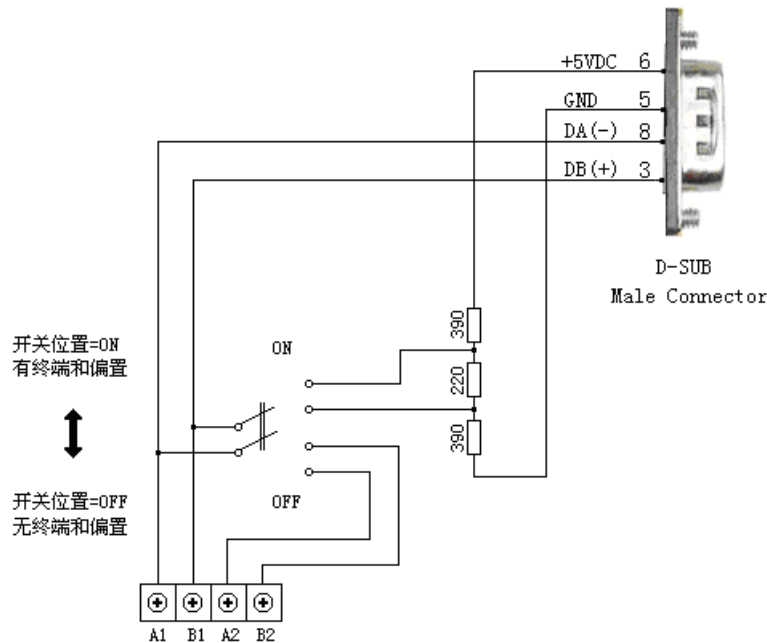 +5VDC 6
GND 5
DA(-) 8
DB(+) 3
D-SUB
Male Connector
390
220
390
开关位置=ON
有终端和偏置
ON
开关位置=OFF
无终端和偏置
OFF
A1 B1 A2 B2